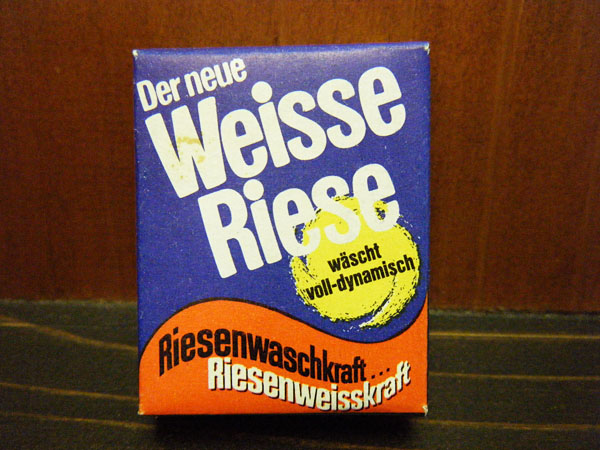 Der neue
Weisse
Riese
wäscht
voll-dynamisch
Riesenwaschkraft...
Riesenweisskraft